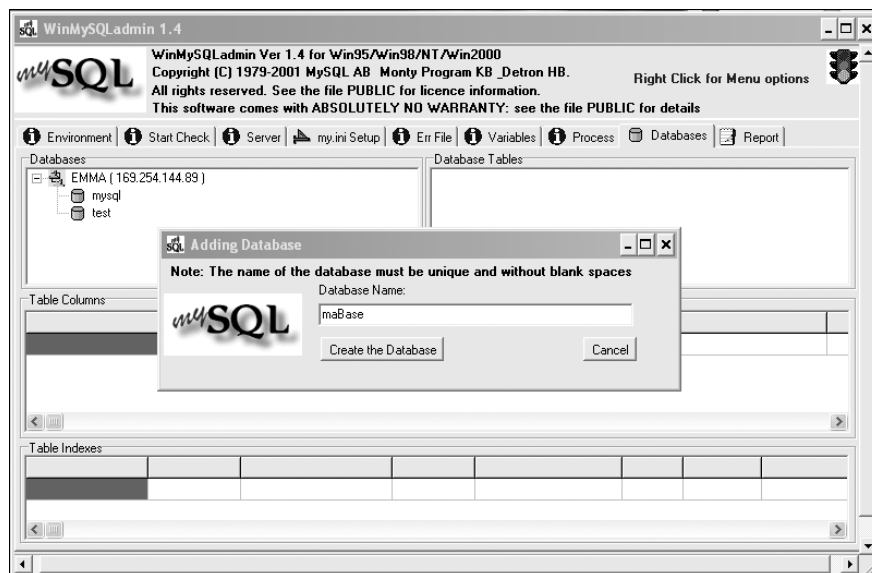 WinMySQLadmin 1.4
mySQL
WinMySQLadmin Ver 1.4 for Win95/Win98/NT/Win2000
Copyright (C) 1979-2001 MySQL AB Monty Program KB _Detron HB.
All rights reserved. See the file PUBLIC for licence information.
This software comes with ABSOLUTELY NO WARRANTY: see the file PUBLIC for details
Right Click for Menu options
Environment Start Check Server my.ini Setup Err File Variables Process Databases Report
Databases
EMMA ( 169.254.144.89 )
mysql
test
Database Tables
Adding Database
Note: The name of the database must be unique and without blank spaces
mySQL
Database Name:
maBase
Create the Database
Cancel
Table Columns
Table Indexes